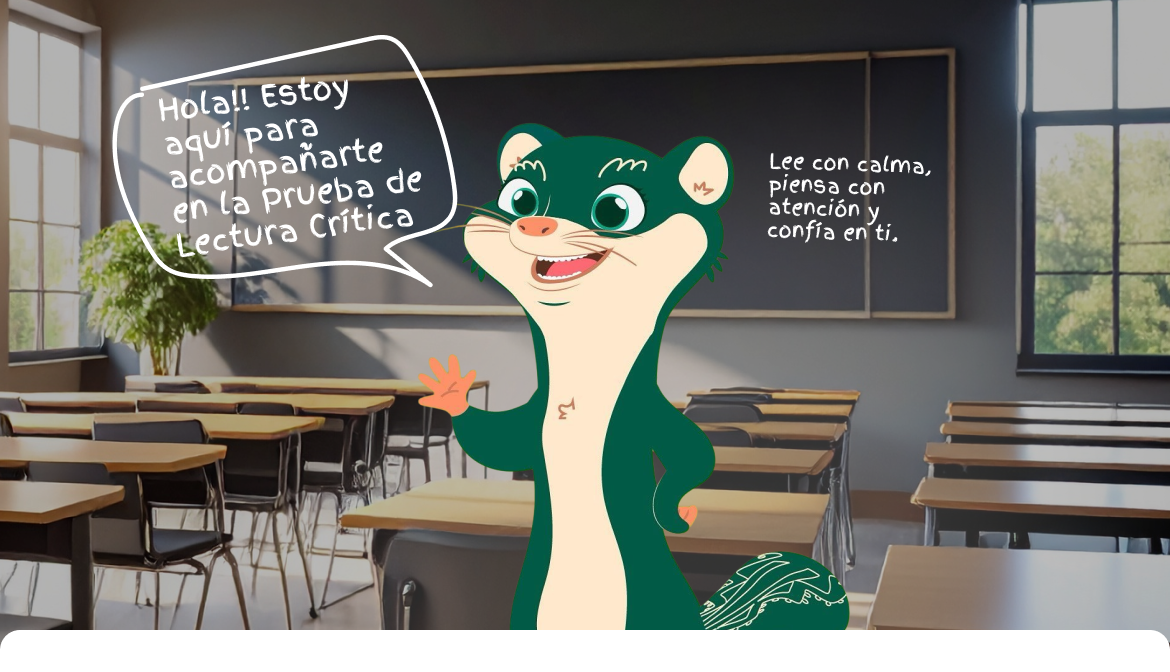 Hola!! Estoy
aquí para
acompañarte
en la prueba de
Lectura Crítica
Lee con calma,
piensa con
atención y
confía en ti.